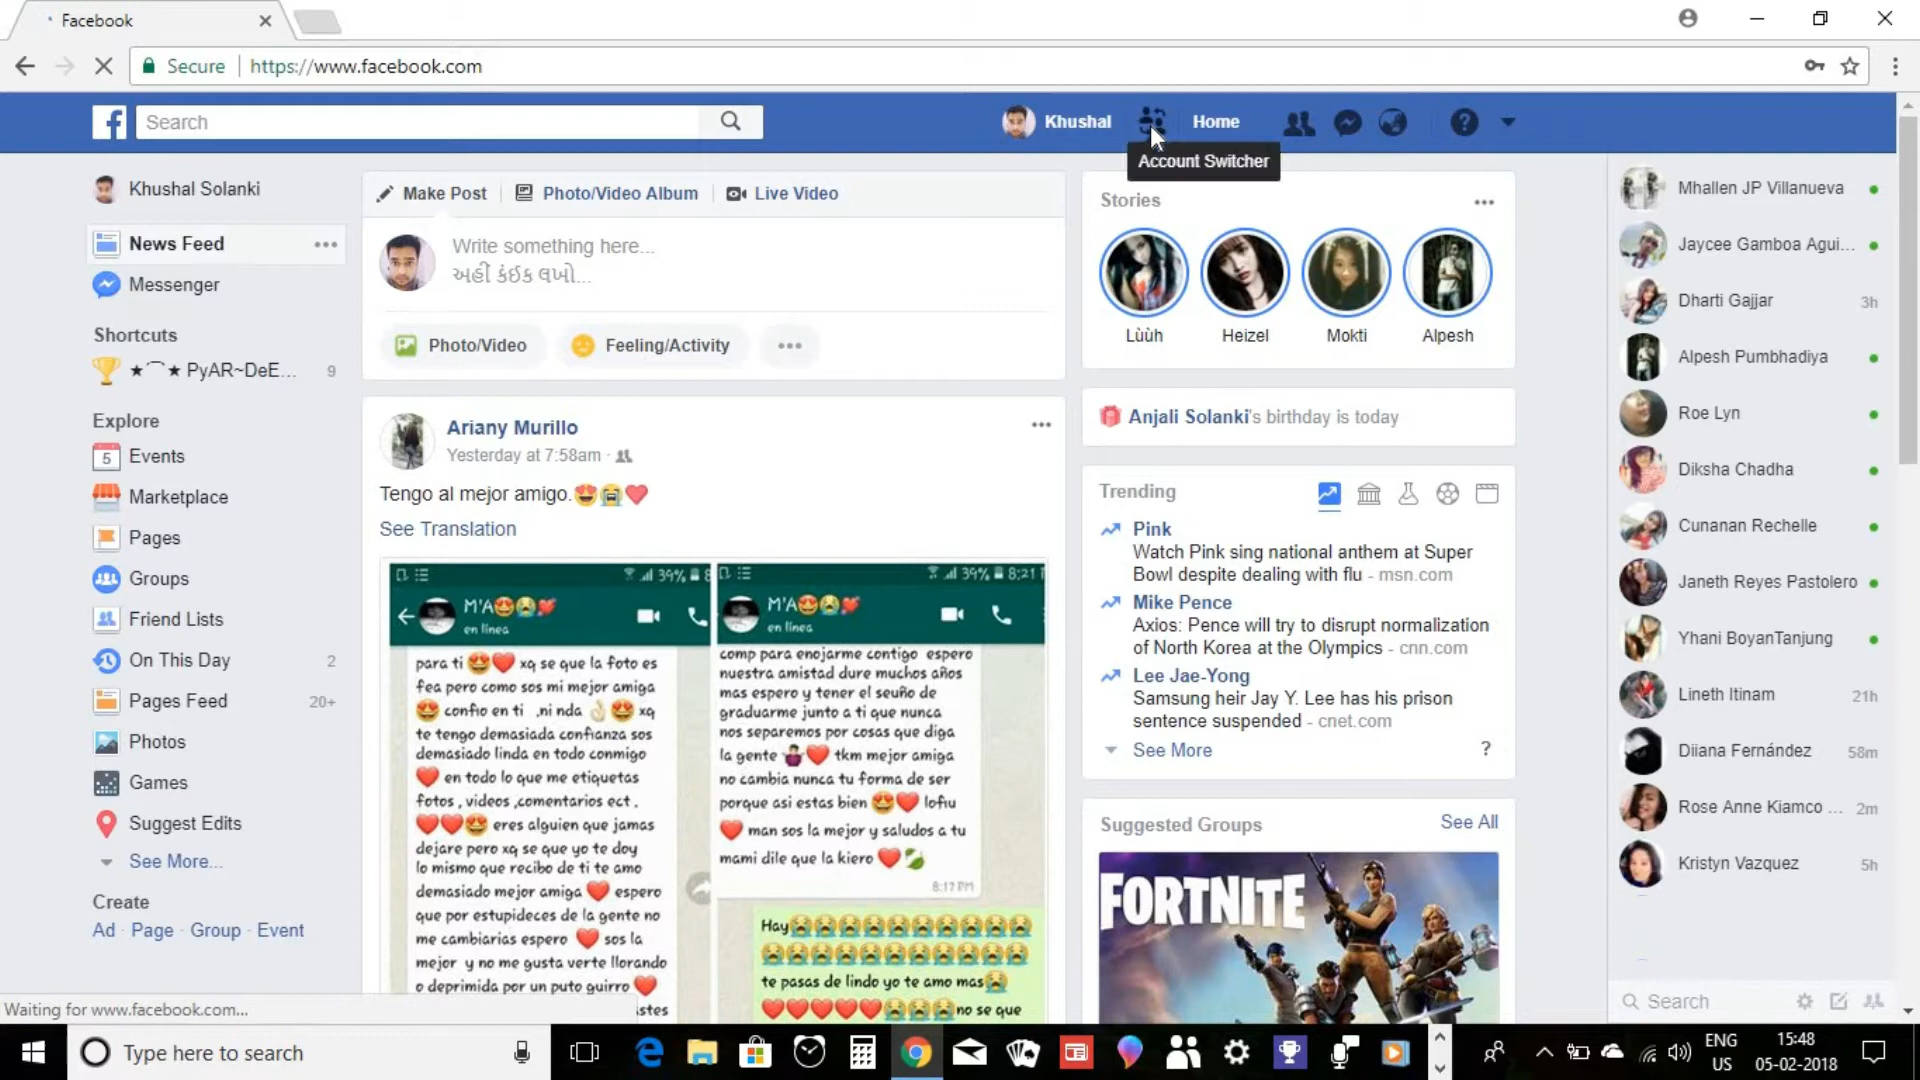 Facebook
Secure
https://www.facebook.com
Search
Khushal
Home
Account Switcher
Khushal Solanki
News Feed
Messenger
Shortcuts
★⌒★ PyAR~DeE... 9
Explore
Events
Marketplace
Pages
Groups
Friend Lists
On This Day 2
Pages Feed 20+
Photos
Games
Suggest Edits
See More...
Create
Ad · Page · Group · Event
Make Post
Photo/Video Album
Live Video
Write something here...
અહીં કંઈક લખો...
Photo/Video
Feeling/Activity
Ariany Murillo
Yesterday at 7:58am ·
Tengo al mejor amigo.😍😭❤
See Translation
39% 8
M'A😍😭💘
en línea
para ti 😍❤ xq se que la foto es
fea pero como sos mi mejor amiga
😍 confio en ti ,ni nda 👌 😍 xq
te tengo demasiada confianza sos
demasiado linda en todo conmigo
❤ en todo lo que me etiquetas
fotos , videos ,comentarios ect .
❤❤😍 eres alguien que jamas
dejare pero xq se que yo te doy
lo mismo que recibo de ti te amo
demasiado mejor amiga ❤ espero
que por estupideces de la gente no
me cambiarias espero ❤ sos la
mejor y no me gusta verte llorando
o deprimida por un puto guirro ❤
stes
39% 8:21
M'A😍😭💘
en línea
comp para enojarme contigo espero
nuestra amistad dure muchos años
mas espero y tener el seuño de
graduarme junto a ti que nunca
nos separemos por cosas que diga
la gente 🤷‍♂️❤ tkm mejor amiga
no cambia nunca tu forma de ser
porque asi estas bien 😍❤ lofiu
❤ man sos la mejor y saludos a tu
mami dile que la kiero ❤🍃
8:17 PM
Hay😭😭😭😭😭😭😭😭😭😭
😭😭😭😭😭😭😭😭😭😭😭
te pasas de lindo yo te amo mas😭
❤❤❤❤❤😭😭😭no se que
Stories
Lùùh
Heizel
Mokti
Alpesh
Anjali Solanki's birthday is today
Trending
Pink
Watch Pink sing national anthem at Super
Bowl despite dealing with flu - msn.com
Mike Pence
Axios: Pence will try to disrupt normalization
of North Korea at the Olympics - cnn.com
Lee Jae-Yong
Samsung heir Jay Y. Lee has his prison
sentence suspended - cnet.com
See More ?
Suggested Groups See All
FORTNITE
Mhallen JP Villanueva
Jaycee Gamboa Agui...
Dharti Gajjar 3h
Alpesh Pumbhadiya
Roe Lyn
Diksha Chadha
Cunanan Rechelle
Janeth Reyes Pastolero
Yhani BoyanTanjung
Lineth Itinam 21h
Diiana Fernández 58m
Rose Anne Kiamco ... 2m
Kristyn Vazquez 5h
Search
Waiting for www.facebook.com...
Type here to search
ENG
US
15:48
05-02-2018